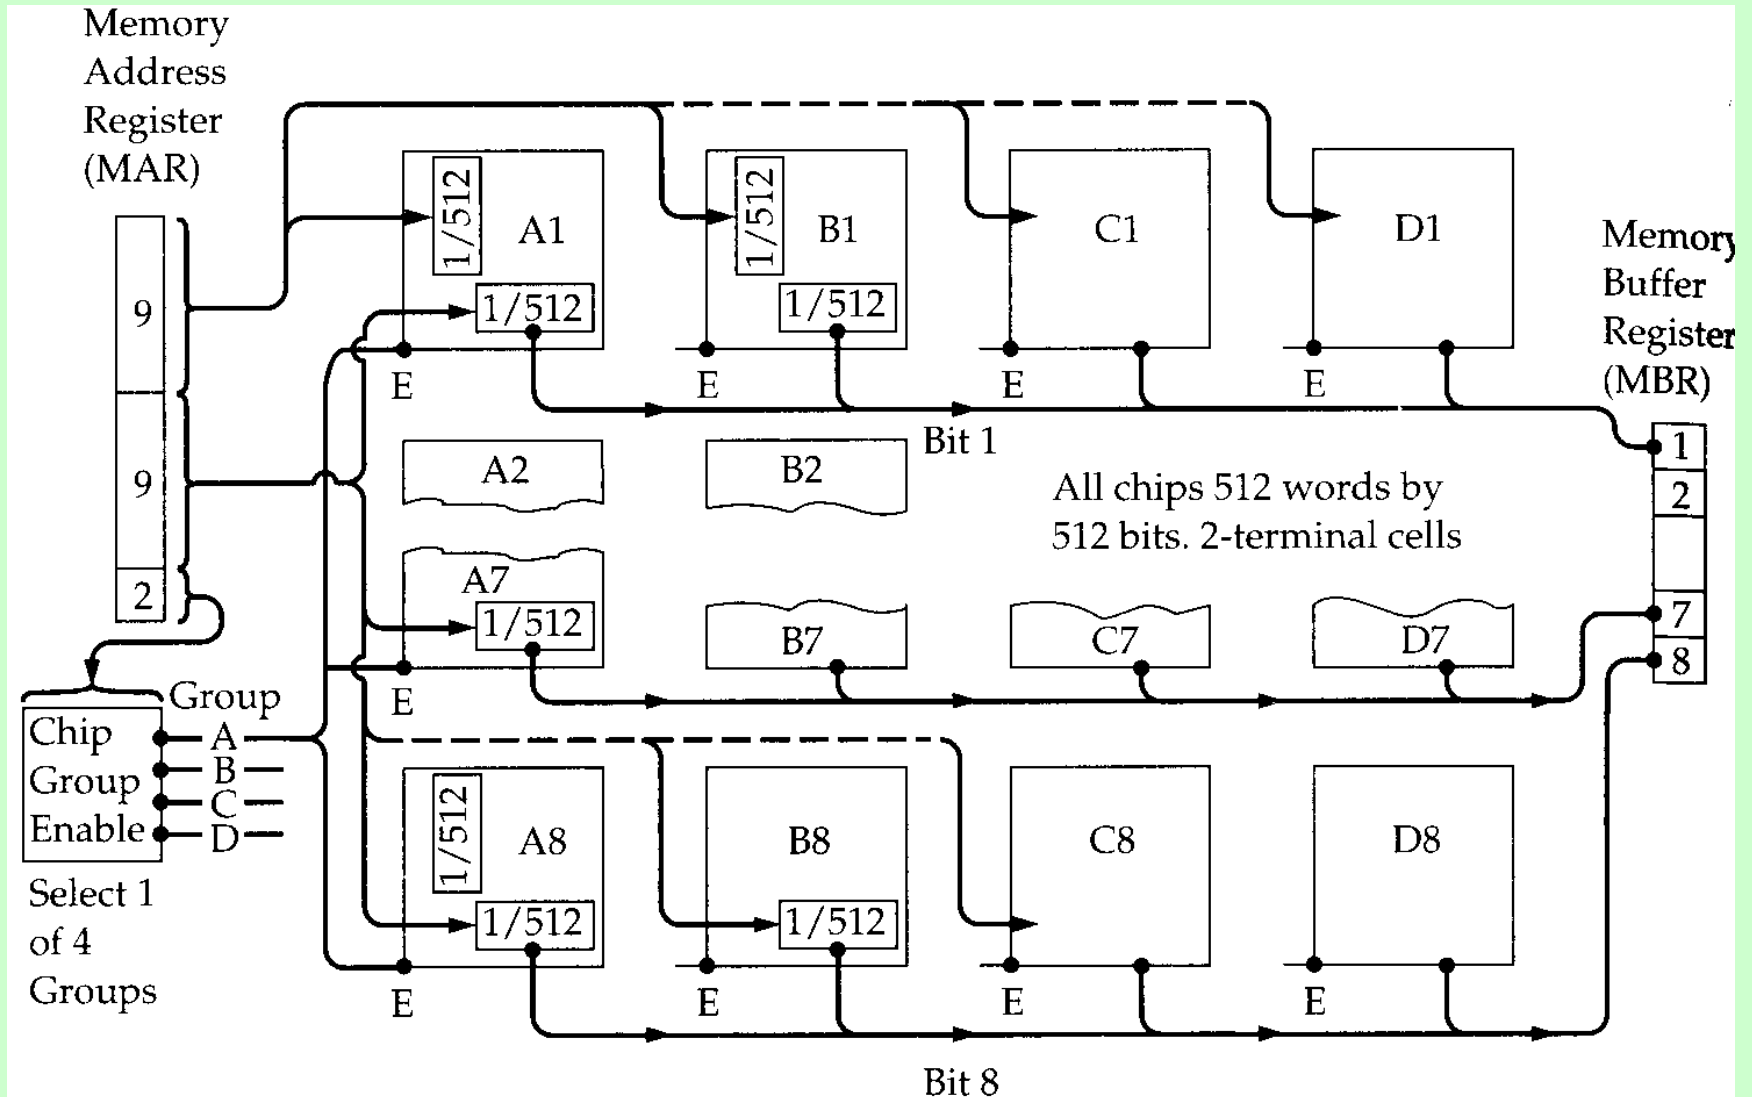 Memory
Address
Register
(MAR)
9
9
2
Chip
Group
Enable
Group
A
B
C
D
Select 1
of 4
Groups
1/512
A1
1/512
E
1/512
B1
1/512
E
C1
E
D1
E
Bit 1
A2
B2
All chips 512 words by
512 bits. 2-terminal cells
A7
1/512
E
B7
C7
D7
1/512
A8
1/512
E
B8
1/512
E
C8
E
D8
E
Bit 8
Memory
Buffer
Register
(MBR)
1
2
7
8